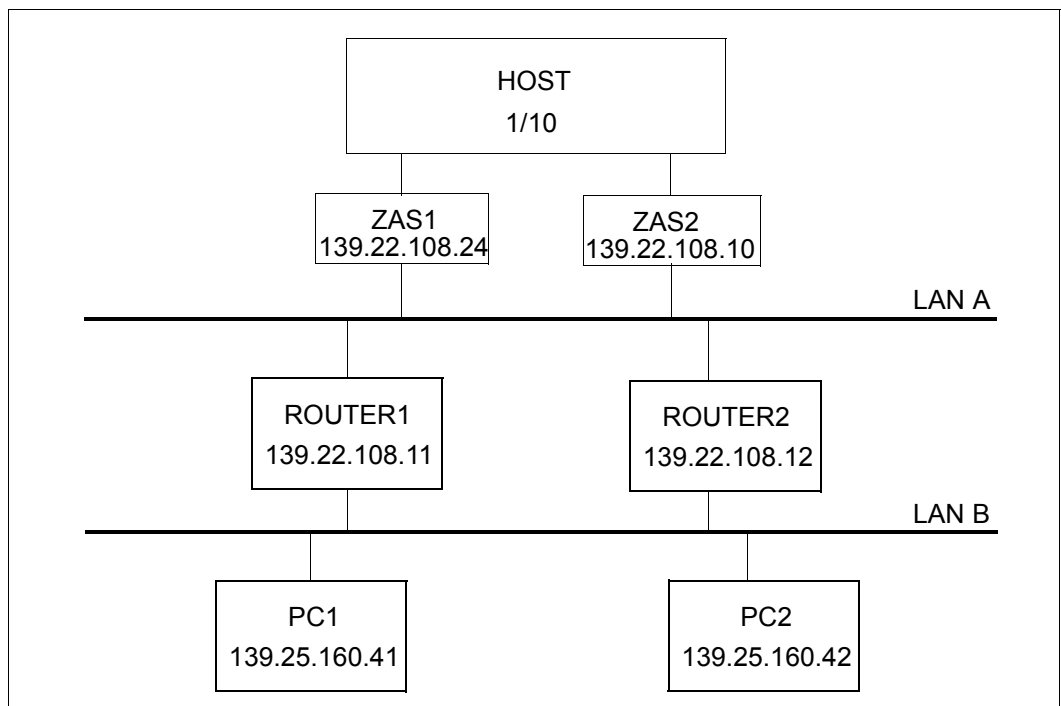 HOST
1/10
ZAS1
139.22.108.24
ZAS2
139.22.108.10
LAN A
ROUTER1
139.22.108.11
ROUTER2
139.22.108.12
LAN B
PC1
139.25.160.41
PC2
139.25.160.42